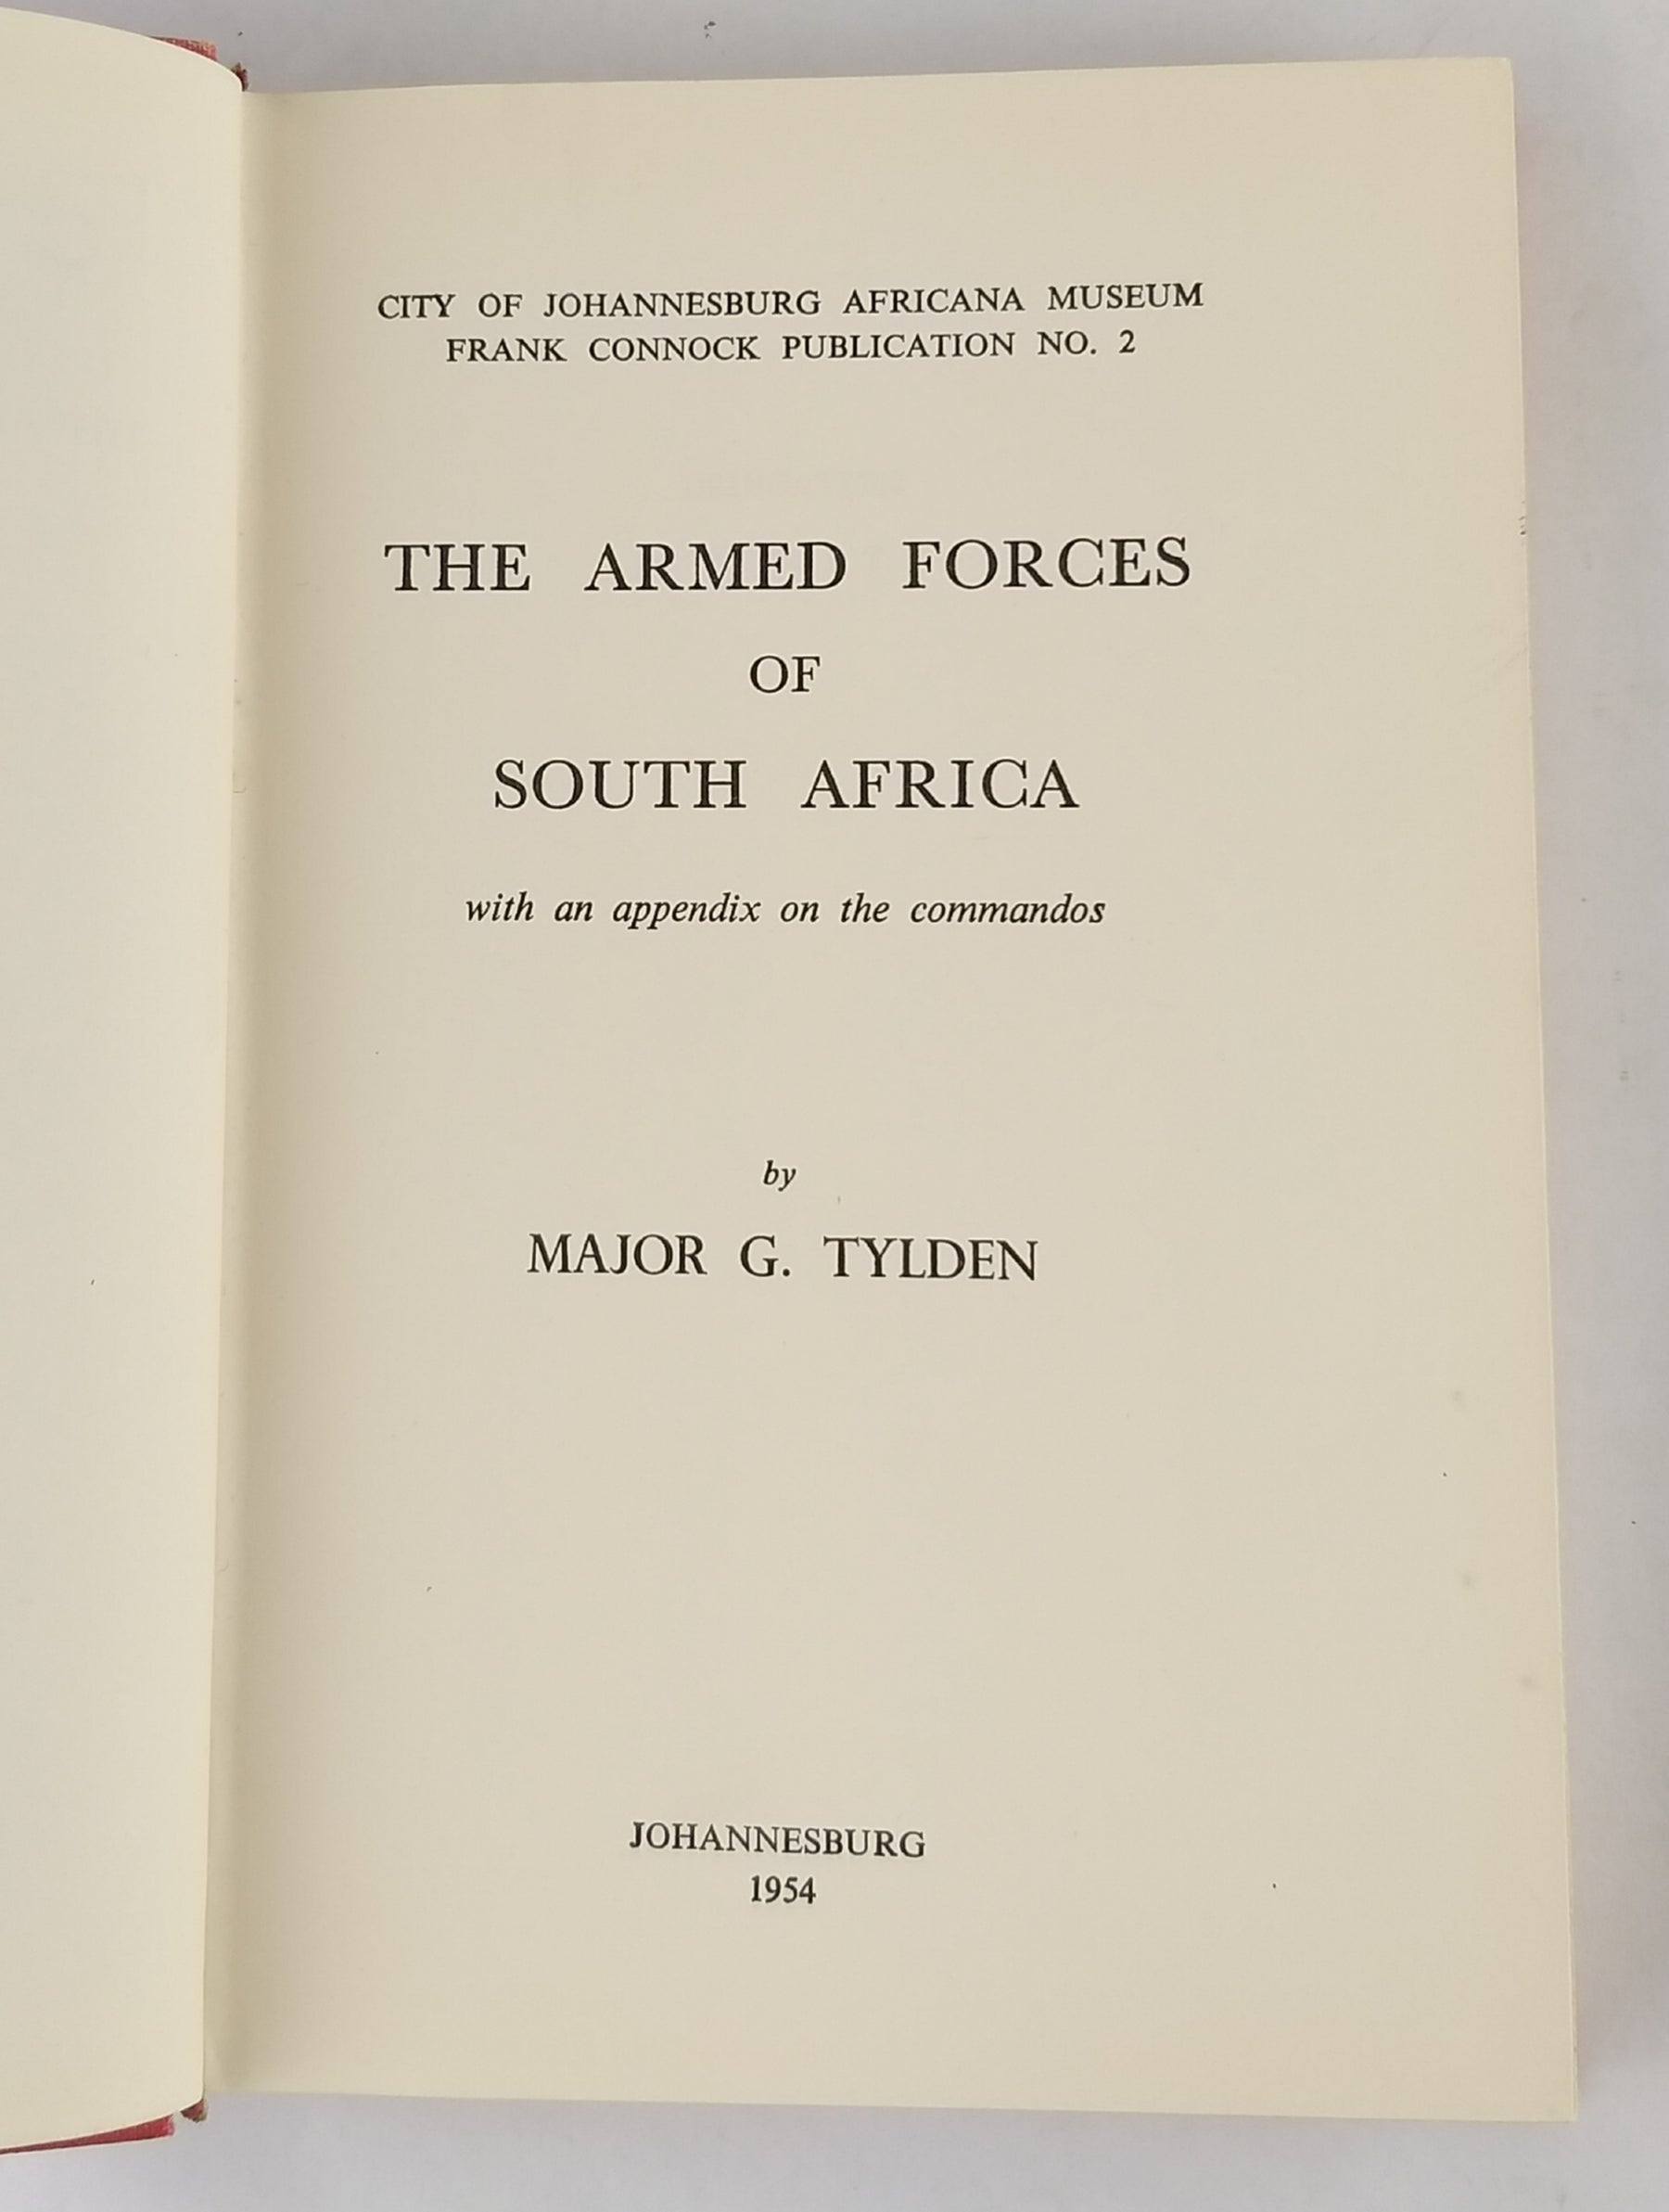 CITY OF JOHANNESBURG AFRICANA MUSEUM
FRANK CONNOCK PUBLICATION NO. 2
THE ARMED FORCES
OF
SOUTH AFRICA
with an appendix on the commandos
by
MAJOR G. TYLDEN
JOHANNESBURG
1954